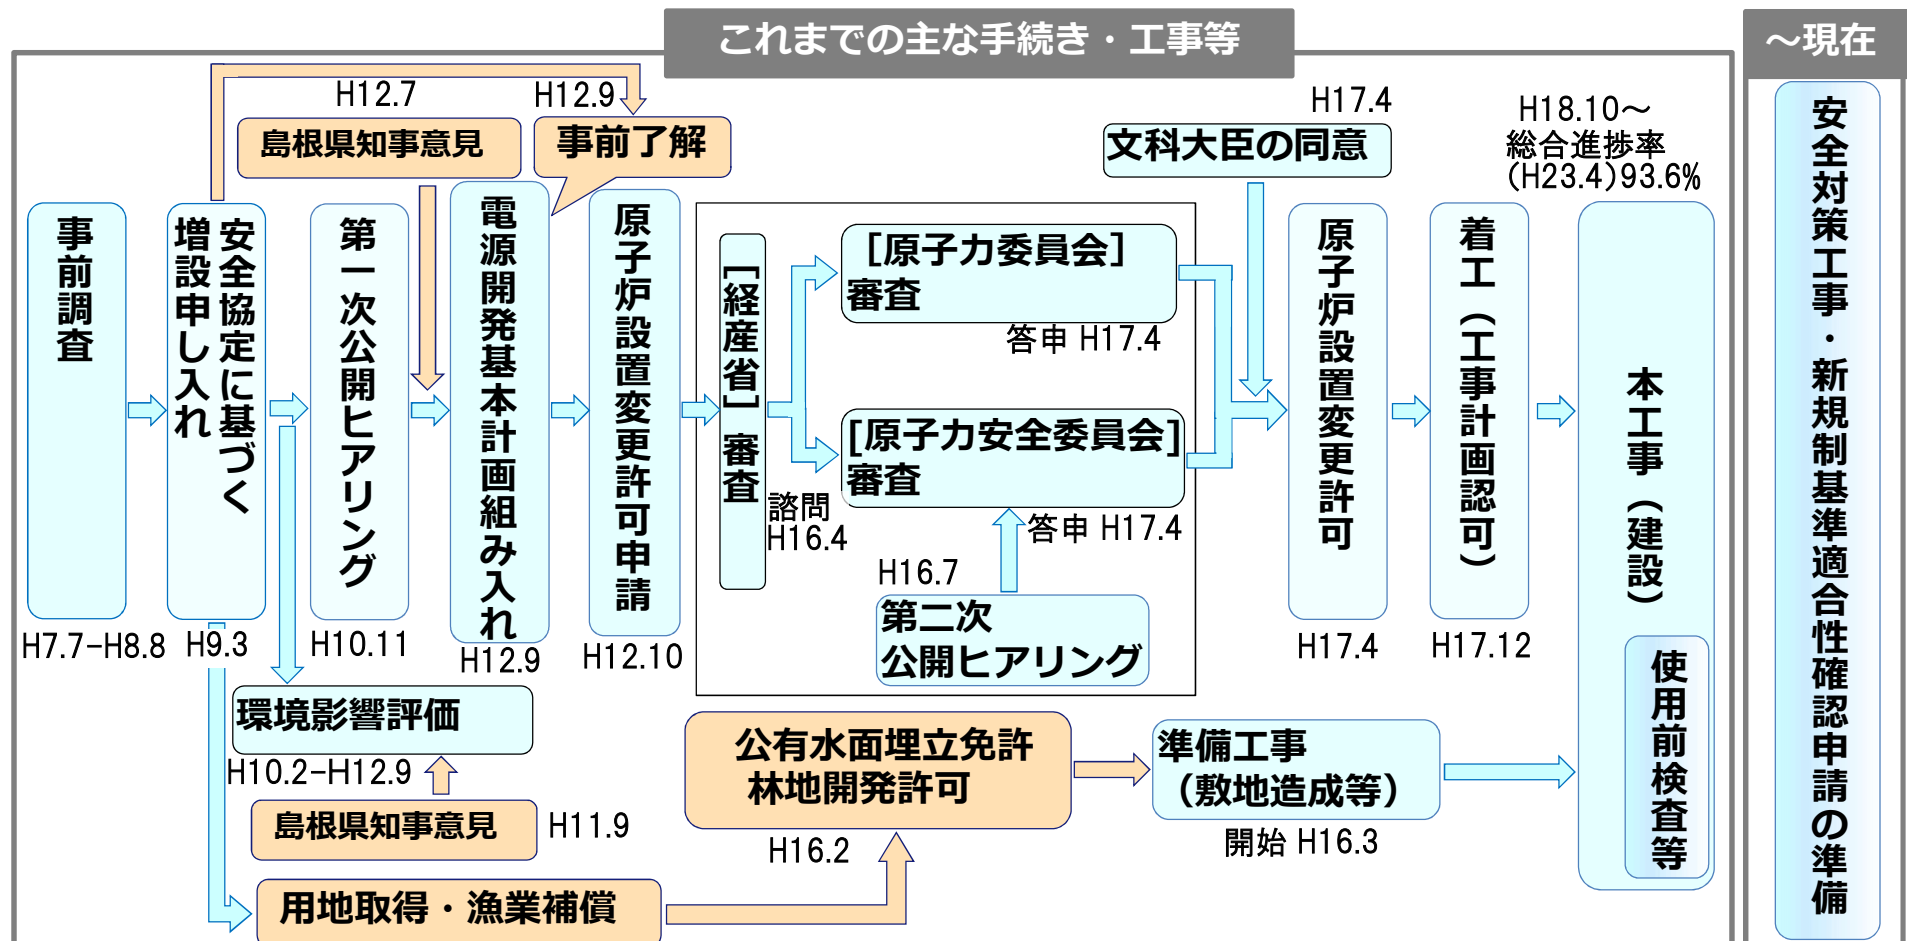 これまでの主な手続き・工事等
～現在
H12.7
島根県知事意見
H12.9
事前了解
H17.4
文科大臣の同意
H18.10～
総合進捗率
(H23.4)93.6%
事前調査
H7.7-H8.8
安全協定に基づく
増設申し入れ
H9.3
第一次公開ヒアリング
H10.11
電源開発基本計画組み入れ
H12.9
原子炉設置変更許可申請
H12.10
［経産省］審査
諮問
H16.4
［原子力委員会］
審査
答申 H17.4
[原子力安全委員会]
審査
答申 H17.4
H16.7
第二次
公開ヒアリング
原子炉設置変更許可
H17.4
着工（工事計画認可）
H17.12
本工事（建設）
使用前検査等
環境影響評価
H10.2-H12.9
島根県知事意見
H11.9
用地取得・漁業補償
公有水面埋立免許
林地開発許可
H16.2
準備工事
（敷地造成等）
開始 H16.3
安全対策工事・新規制基準適合性確認申請の準備